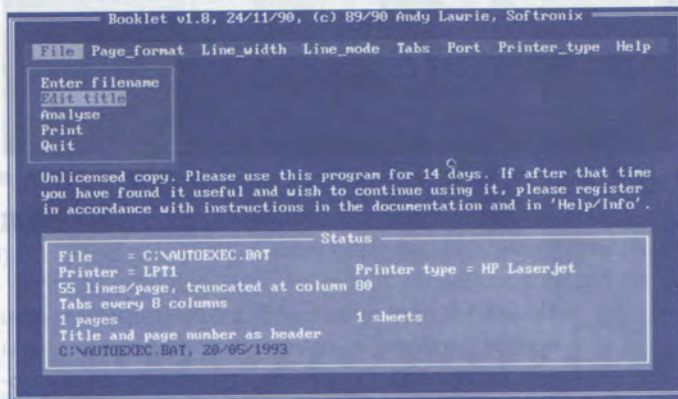 Booklet v1.8, 24/11/90, (c) 89/90 Andy Lawrie, Softronix
File Page_format Line_width Line_mode Tabs Port Printer_type Help
Enter filename
Edit title
Analyse
Print
Quit
Unlicensed copy. Please use this program for 14 days. If after that time
you have found it useful and wish to continue using it, please register
in accordance with instructions in the documentation and in 'Help/Info'.
Status
File = C:\AUTOEXEC.BAT
Printer = LPT1 Printer type = HP Laserjet
55 lines/page, truncated at column 80
Tabs every 8 columns
1 pages 1 sheets
Title and page number as header
C:\AUTOEXEC.BAT, 20/05/1993